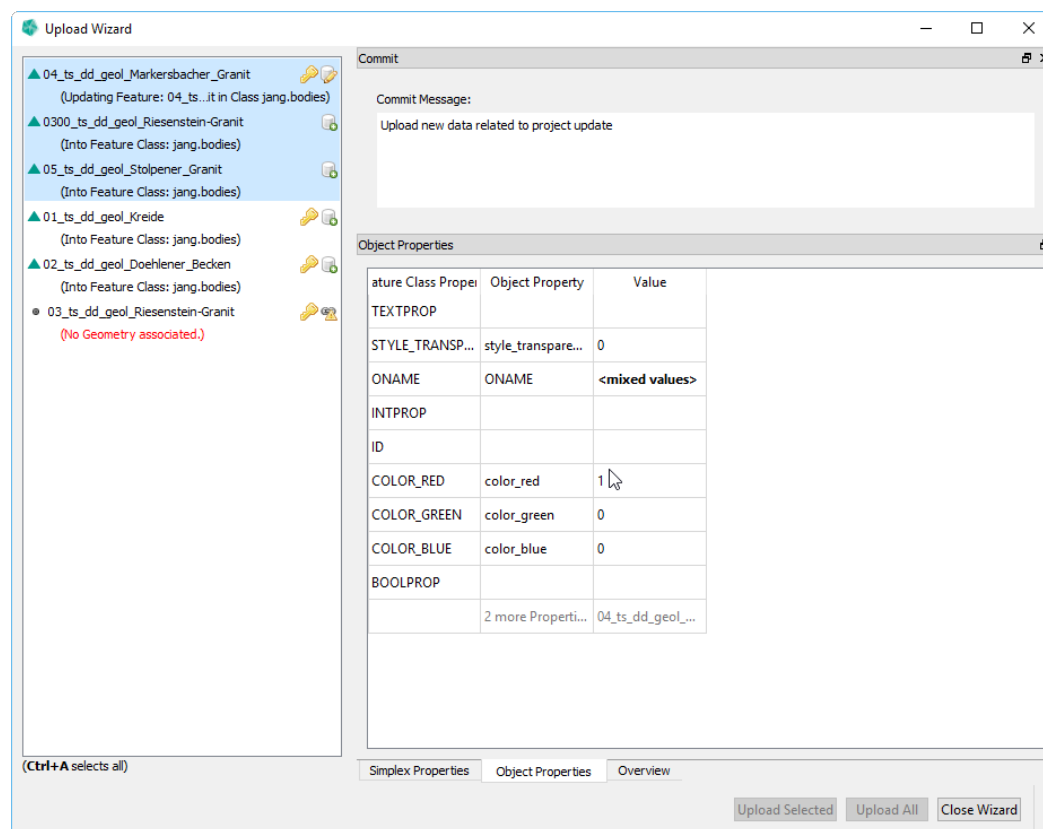 Upload Wizard
04_ts_dd_geol_Markersbacher_Granit
(Updating Feature: 04_ts...it in Class jang.bodies)
0300_ts_dd_geol_Riesenstein-Granit
(Into Feature Class: jang.bodies)
05_ts_dd_geol_Stolpener_Granit
(Into Feature Class: jang.bodies)
01_ts_dd_geol_Kreide
(Into Feature Class: jang.bodies)
02_ts_dd_geol_Doehlener_Becken
(Into Feature Class: jang.bodies)
03_ts_dd_geol_Riesenstein-Granit
(No Geometry associated.)
(Ctrl+A selects all)
Commit
Commit Message:
Upload new data related to project update
Object Properties
ature Class Proper Object Property Value
TEXTPROP
STYLE_TRANSP... style_transpare... 0
ONAME ONAME <mixed values>
INTPROP
ID
COLOR_RED color_red 1
COLOR_GREEN color_green 0
COLOR_BLUE color_blue 0
BOOLPROP
2 more Properti... 04_ts_dd_geol_...
Simplex Properties Object Properties Overview
Upload Selected Upload All Close Wizard